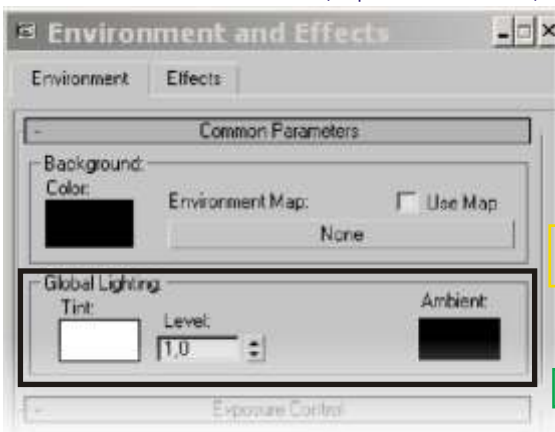 Environment and Effects
Environment Effects
- Common Parameters
Background:
Color:
Environment Map: Use Map
None
Global Lighting:
Tint: Ambient:
Level:
1,0
- Exposure Control